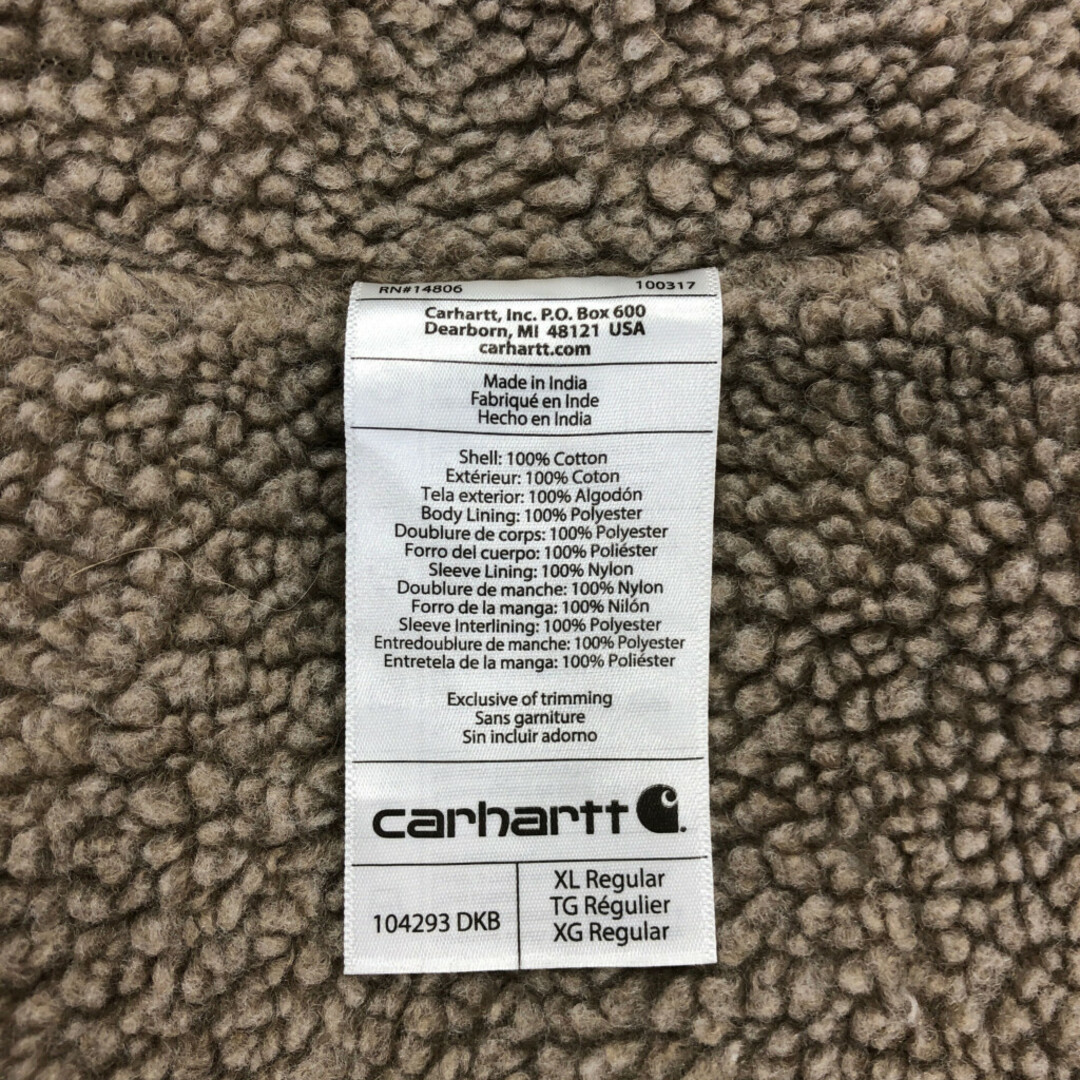 RN#14806 100317
Carhartt, Inc. P.O. Box 600
Dearborn, MI 48121 USA
carhartt.com
Made in India
Fabriqué en Inde
Hecho en India
Shell: 100% Cotton
Extérieur: 100% Coton
Tela exterior: 100% Algodón
Body Lining: 100% Polyester
Doublure de corps: 100% Polyester
Forro del cuerpo: 100% Poliéster
Sleeve Lining: 100% Nylon
Doublure de manche: 100% Nylon
Forro de la manga: 100% Nilón
Sleeve Interlining: 100% Polyester
Entredoublure de manche: 100% Polyester
Entretela de la manga: 100% Poliéster
Exclusive of trimming
Sans garniture
Sin incluir adorno
carhartt
104293 DKB
XL Regular
TG Régulier
XG Regular